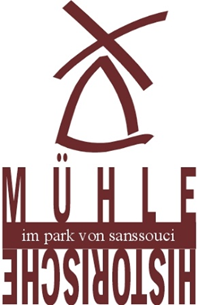 MÜHLE
im park von sanssouci
HISTORISCHE